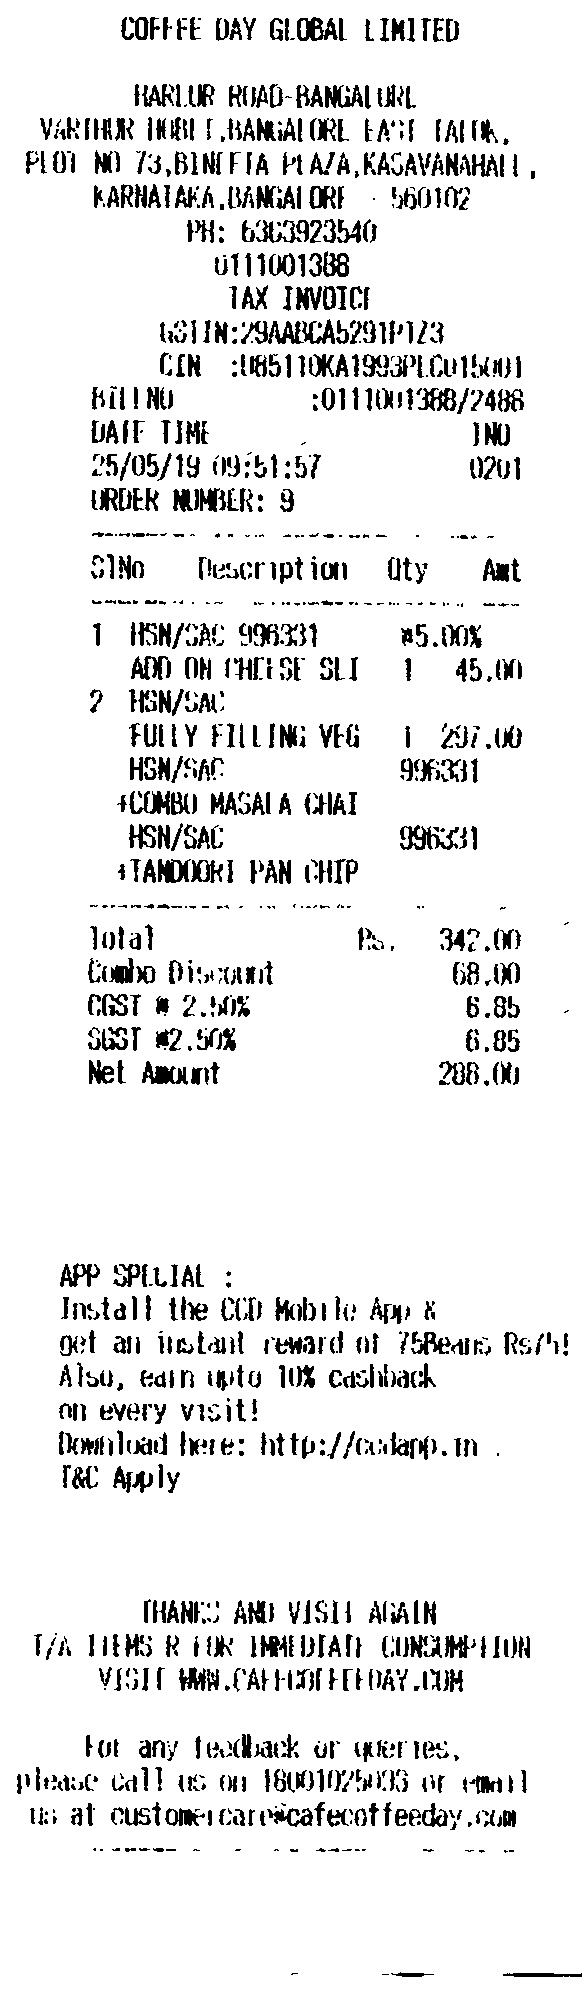 COFFEE DAY GLOBAL LIMITED
HARLUR ROAD-BANGALORE
VARTHUR HOBLI,BANGALORE EAST TALUK,
PLOT NO 73,BINEETA PLAZA,KASAVANAHALL,
KARNATAKA,BANGALORE - 560102
PH: 6363923540
0111001388
TAX INVOICE
GSTIN:29AABCA5291P1Z3
CIN :U85110KA1993PLC015001
BILLNO :0111001388/2486
DATE TIME TNO
25/05/19 09:51:57 0201
ORDER NUMBER: 9
SlNo Description Qty Amt
1 HSN/SAC 996331 @5.00%
ADD ON CHEESE SLI 1 45.00
2 HSN/SAC
FULLY FILLING VEG 1 297.00
HSN/SAC 996331
+COMBO MASALA CHAI
HSN/SAC 996331
+TANDOORI PAN CHIP
Total Rs. 342.00
Combo Discount 68.00
CGST @ 2.50% 6.85
SGST @2.50% 6.85
Net Amount 288.00
APP SPECIAL :
Install the CCD Mobile App &
get an instant reward of 75Beans Rs75!
Also, earn upto 10% cashback
on every visit!
Download here: http://ccdapp.in .
T&C Apply
THANKS AND VISIT AGAIN
T/A ITEMS R FOR IMMEDIATE CONSUMPTION
VISIT WWW.CAFECOFFEEDAY.COM
For any feedback or queries,
please call us on 18001025093 or email
us at customercare@cafecoffeeday.com